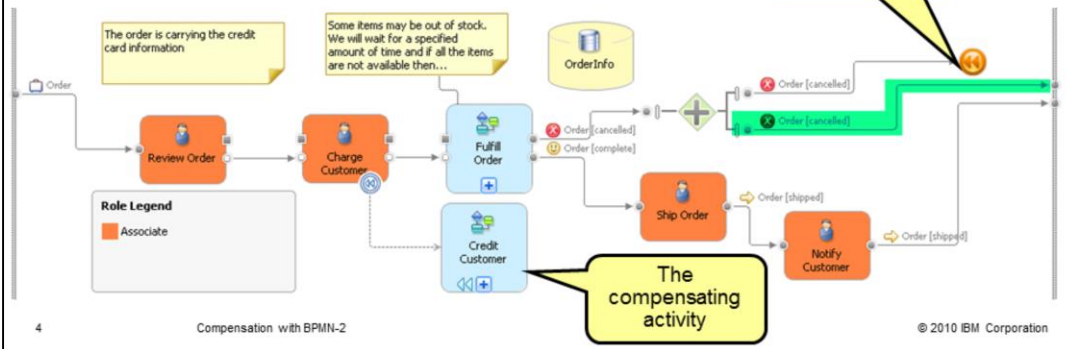 The order is carrying the credit
card information
Some items may be out of stock.
We will wait for a specified
amount of time and if all the items
are not available then...
OrderInfo
Order
Order [cancelled]
Order [cancelled]
Order [cancelled]
Order [complete]
Review Order
Charge
Customer
Fulfill
Order
Role Legend
Associate
Credit
Customer
Ship Order
Order [shipped]
Notify
Customer
Order [shipped]
The
compensating
activity
4
Compensation with BPMN-2
© 2010 IBM Corporation